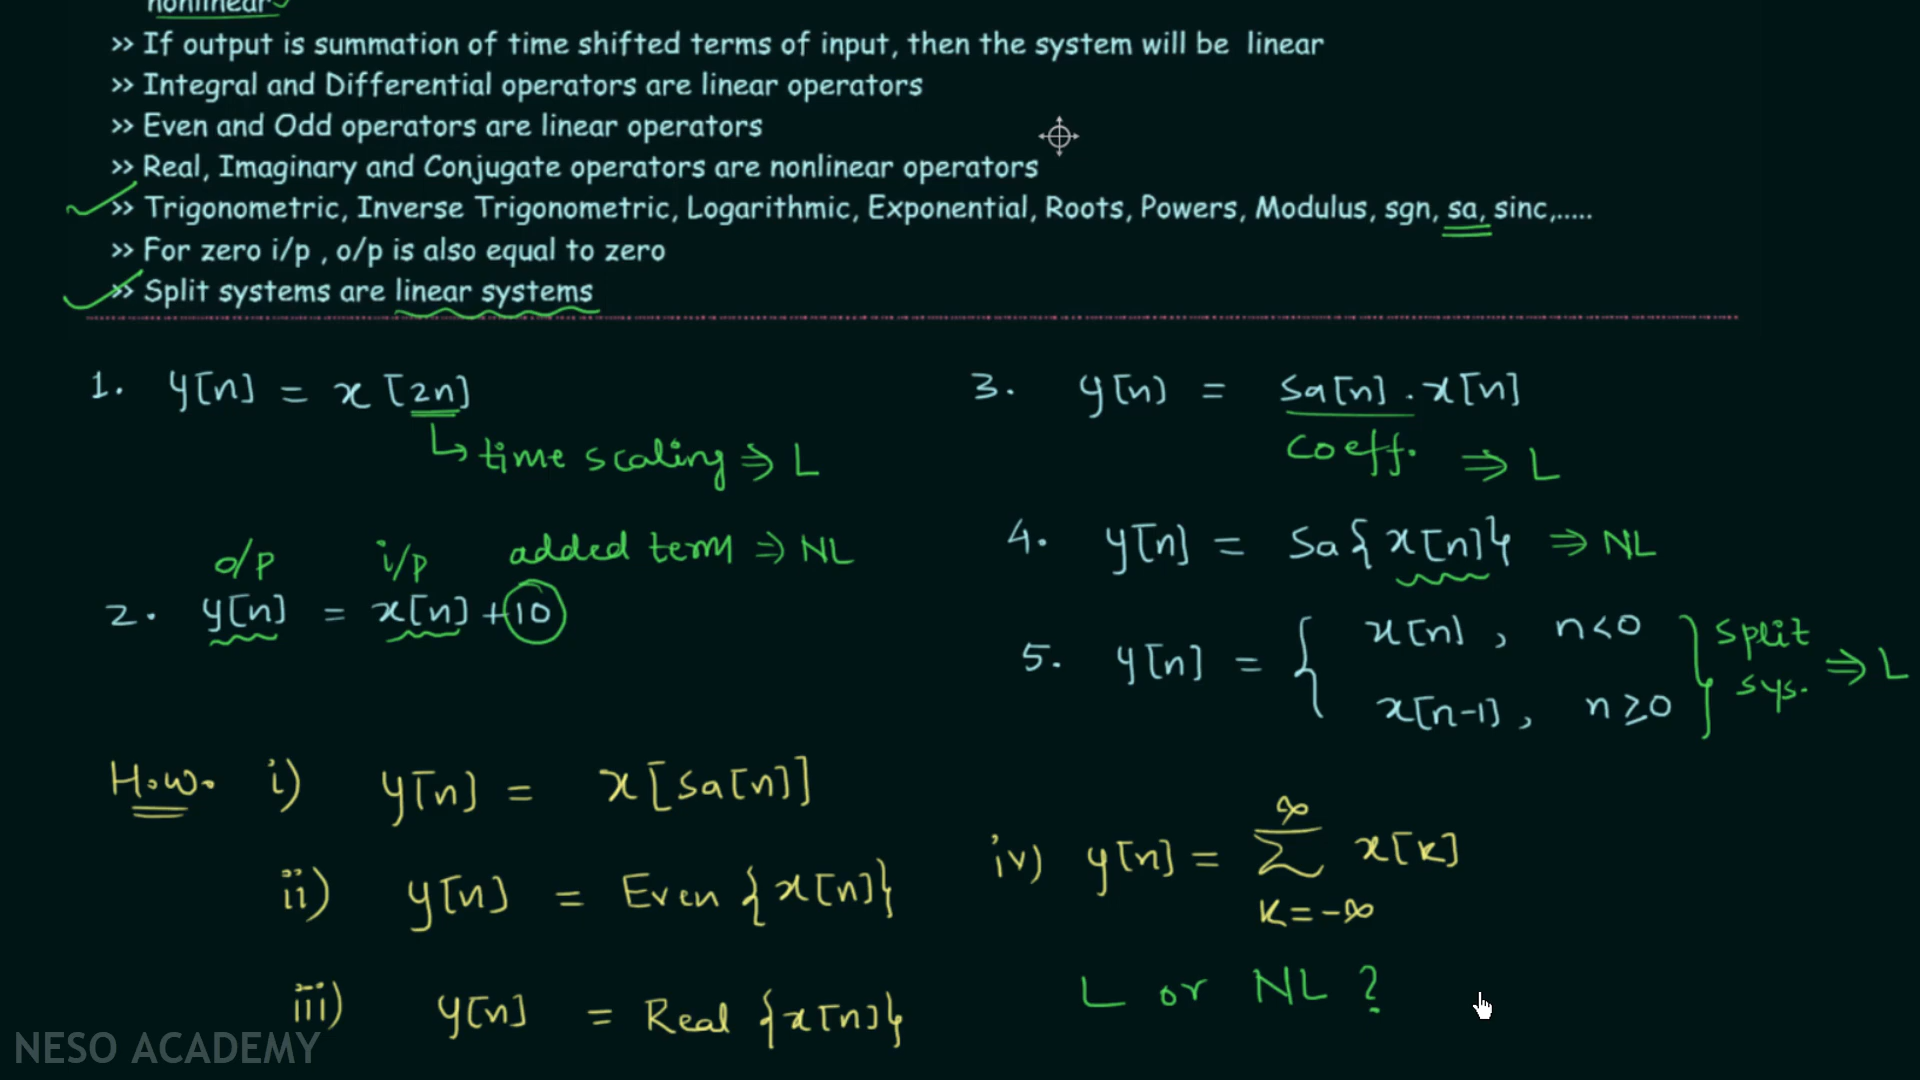 nonlinear
>> If output is summation of time shifted terms of input, then the system will be linear
>> Integral and Differential operators are linear operators
>> Even and Odd operators are linear operators
>> Real, Imaginary and Conjugate operators are nonlinear operators
>> Trigonometric, Inverse Trigonometric, Logarithmic, Exponential, Roots, Powers, Modulus, sgn, sa, sinc,.....
>> For zero i/p , o/p is also equal to zero
>> Split systems are linear systems
1. y[n] = x[2n]
↳ time scaling ⇒ L
o/p i/p added term ⇒ NL
2. y[n] = x[n] + 10
3. y[n] = Sa[n] . x[n]
coeff. ⇒ L
4. y[n] = Sa{x[n]} ⇒ NL
5. y[n] = { x[n] , n<0
x[n-1] , n≥0 } split sys. ⇒ L
H.W. i) y[n] = x[sa[n]]
ii) y[n] = Even {x[n]}
iii) y[n] = Real {x[n]}
iv) y[n] = ∞ Σ K=-∞ x[K]
L or NL ?
NESO ACADEMY